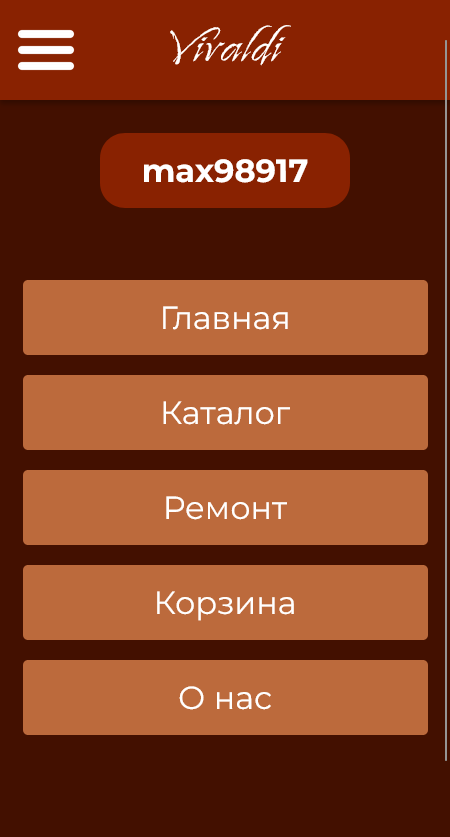 Vivaldi
max98917
Главная
Каталог
Ремонт
Корзина
О нас